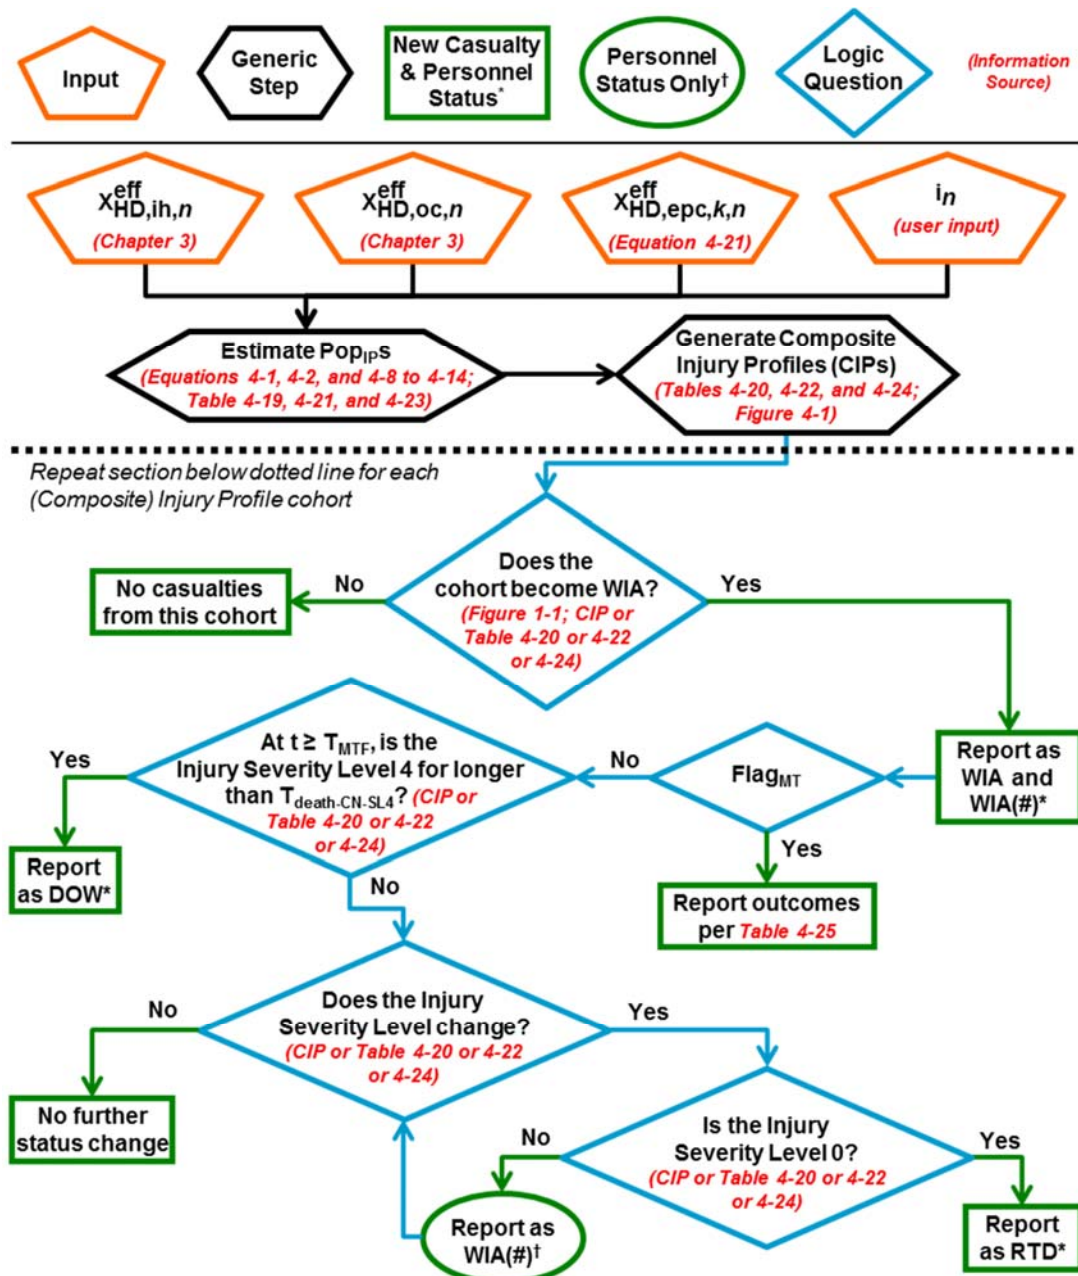 Input
Generic
Step
New Casualty
& Personnel
Status*
Personnel
Status Only†
Logic
Question
(Information
Source)
X^eff_HD,ih,n
(Chapter 3)
X^eff_HD,oc,n
(Chapter 3)
X^eff_HD,epc,k,n
(Equation 4-21)
i_n
(user input)
Estimate Pop_IPs
(Equations 4-1, 4-2, and 4-8 to 4-14;
Table 4-19, 4-21, and 4-23)
Generate Composite
Injury Profiles (CIPs)
(Tables 4-20, 4-22, and 4-24;
Figure 4-1)
Repeat section below dotted line for each
(Composite) Injury Profile cohort
Does the
cohort become WIA?
(Figure 1-1; CIP or
Table 4-20 or 4-22
or 4-24)
No
Yes
No casualties
from this cohort
At t ≥ T_MTF, is the
Injury Severity Level 4 for longer
than T_death-CN-SL4? (CIP or
Table 4-20 or 4-22
or 4-24)
Yes
No
Flag_MT
No
Yes
Report as
WIA and
WIA(#)*
Report
as DOW*
Report outcomes
per Table 4-25
Does the Injury
Severity Level change?
(CIP or Table 4-20 or 4-22
or 4-24)
No
Yes
No further
status change
Is the Injury
Severity Level 0?
(CIP or Table 4-20 or 4-22
or 4-24)
No
Yes
Report as
WIA(#)†
Report
as RTD*